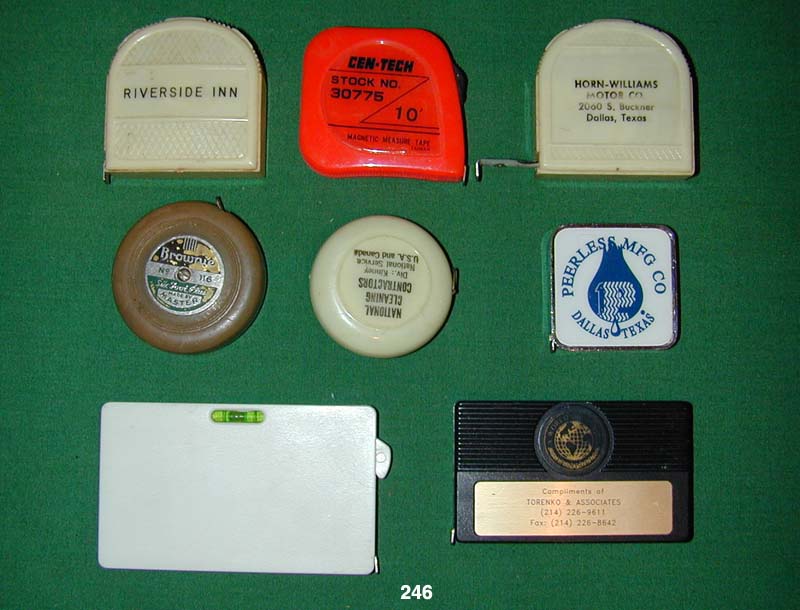 RIVERSIDE INN
CEN-TECH
STOCK NO.
30775
10'
MAGNETIC MEASURE TAPE
TAIWAN
HORN-WILLIAMS
MOTOR CO.
2060 S. Buckner
Dallas, Texas
Brownie
No 116
Six Foot
MASTER
NATIONAL
CLEANING
CONTRACTORS
Div.: Kinney
National Service
U.S.A. and Canada
PEERLESS MFG CO
DALLAS TEXAS
Compliments of
TORENKO & ASSOCIATES
(214) 226-9611
Fax: (214) 226-8642
246